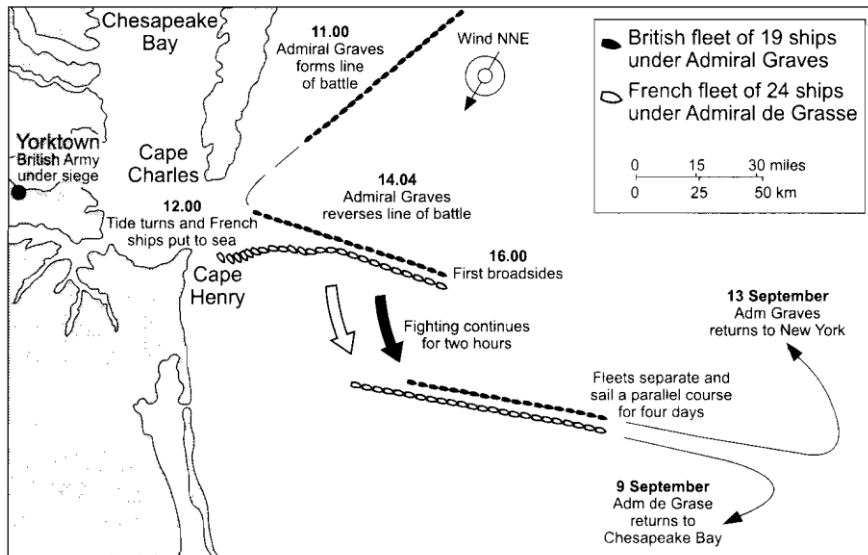 Chesapeake
Bay
11.00
Admiral Graves
forms line
of battle
Wind NNE
British fleet of 19 ships
under Admiral Graves
French fleet of 24 ships
under Admiral de Grasse
0 15 30 miles
0 25 50 km
Yorktown
British Army
under siege
Cape
Charles
12.00
Tide turns and French
ships put to sea
14.04
Admiral Graves
reverses line of battle
16.00
First broadsides
Cape
Henry
Fighting continues
for two hours
13 September
Adm Graves
returns to New York
Fleets separate and
sail a parallel course
for four days
9 September
Adm de Grase
returns to
Chesapeake Bay